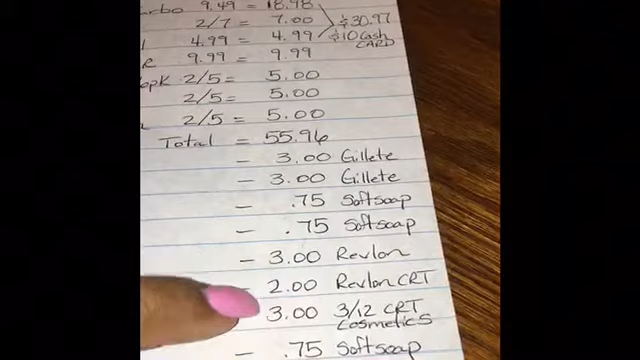 9.49 = 18.98
2/7 = 7.00 $30.97
4.99 = 4.99 $10 Cash
R 9.99 = 9.99 CARD
2/5 = 5.00
2/5 = 5.00
2/5 = 5.00
Total = 55.96
- 3.00 Gillete
- 3.00 Gillete
- .75 Softsoap
- .75 Softsoap
- 3.00 Revlon
- 2.00 Revlon CRT
3.00 3/12 CRT
Cosmetics
- .75 Softsoap